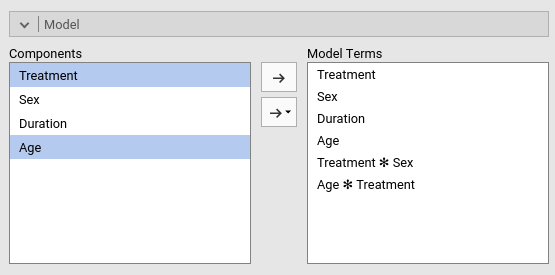 Model
Components
Model Terms
Treatment
Sex
Duration
Age
Treatment
Sex
Duration
Age
Treatment ✻ Sex
Age ✻ Treatment